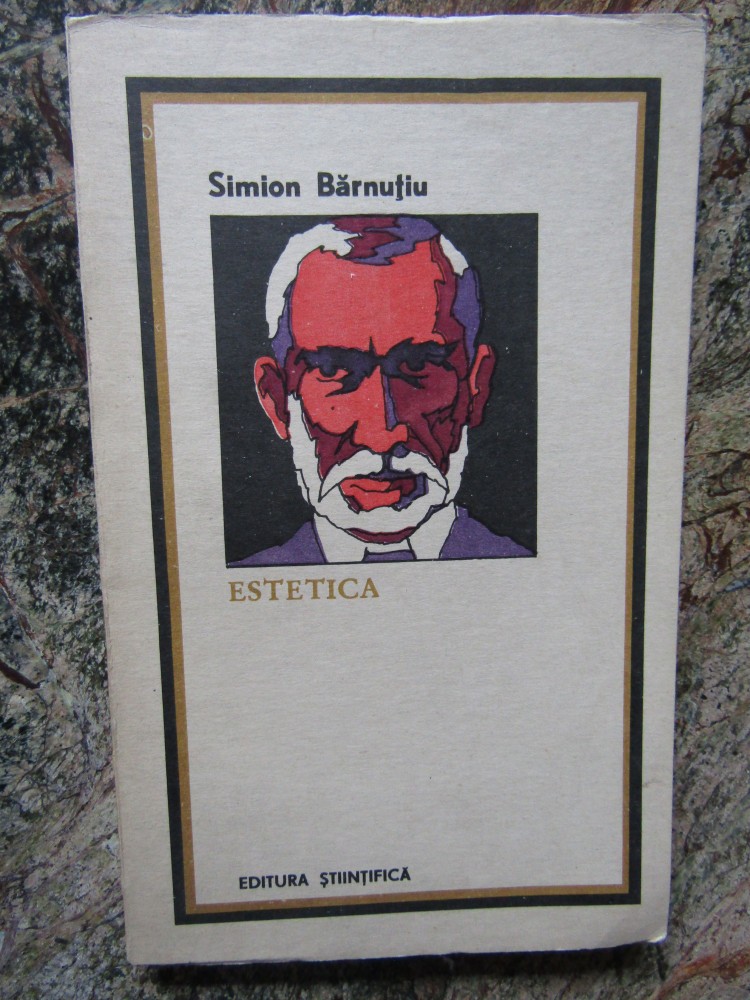 Simion Bărnuţiu
ESTETICA
EDITURA ŞTIINŢIFICĂ